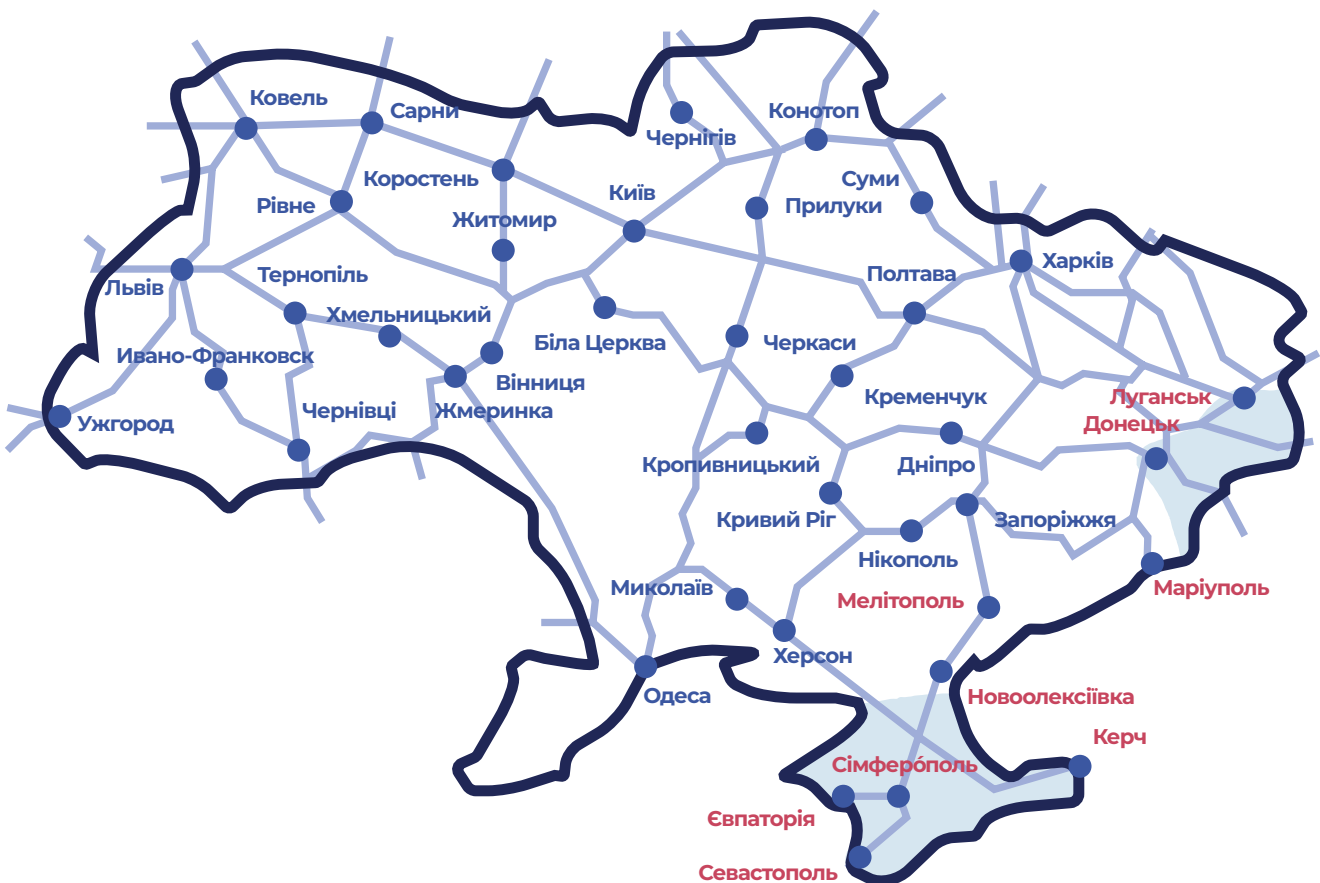 Ковель
Сарни
Чернігів
Конотоп
Коростень
Суми
Рівне
Київ
Прилуки
Житомир
Харків
Львів
Тернопіль
Полтава
Хмельницький
Біла Церква
Черкаси
Ивано-Франковск
Вінниця
Кременчук
Луганськ
Ужгород
Чернівці
Жмеринка
Донецьк
Кропивницький
Дніпро
Кривий Ріг
Запоріжжя
Нікополь
Миколаїв
Мелітополь
Маріуполь
Херсон
Одеса
Новоолексіївка
Керч
Сімферо́поль
Євпаторія
Севастополь